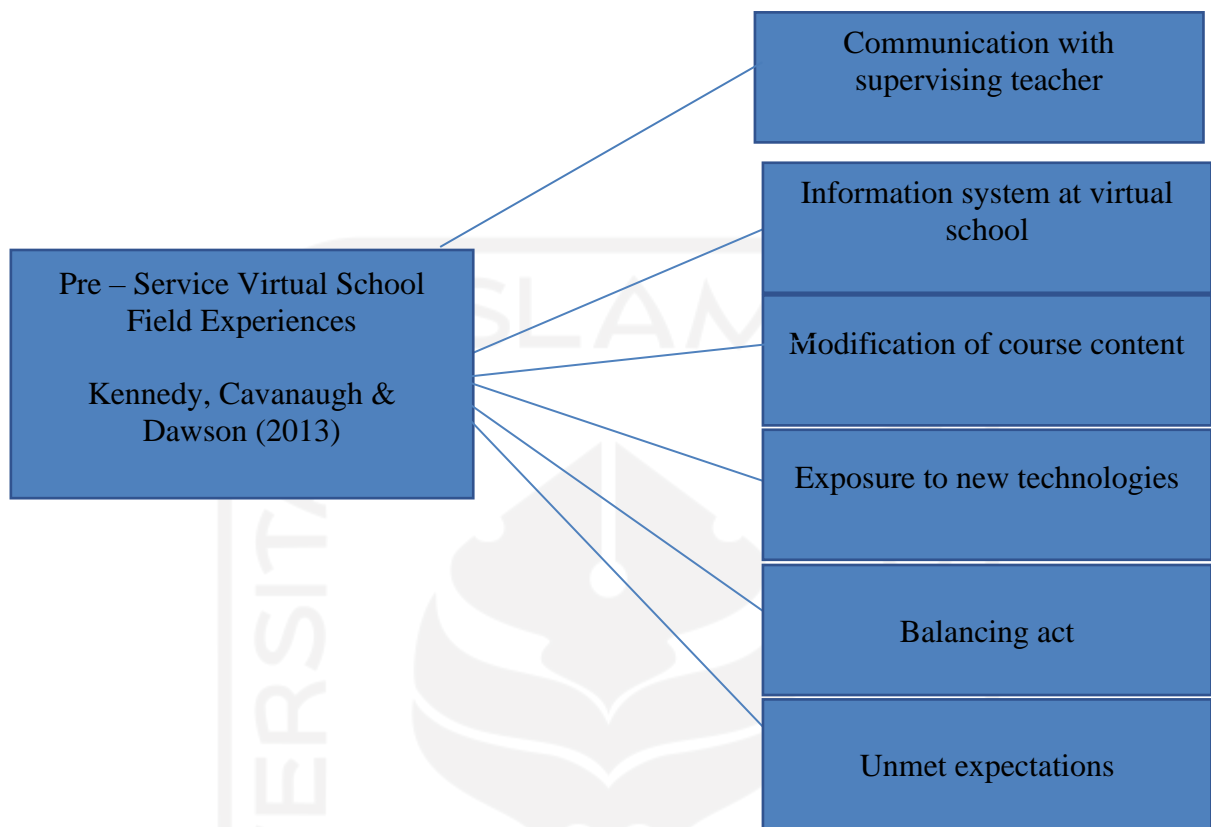 Communication with
supervising teacher
Information system at virtual
school
Pre – Service Virtual School
Field Experiences
Kennedy, Cavanaugh &
Dawson (2013)
Modification of course content
Exposure to new technologies
Balancing act
Unmet expectations